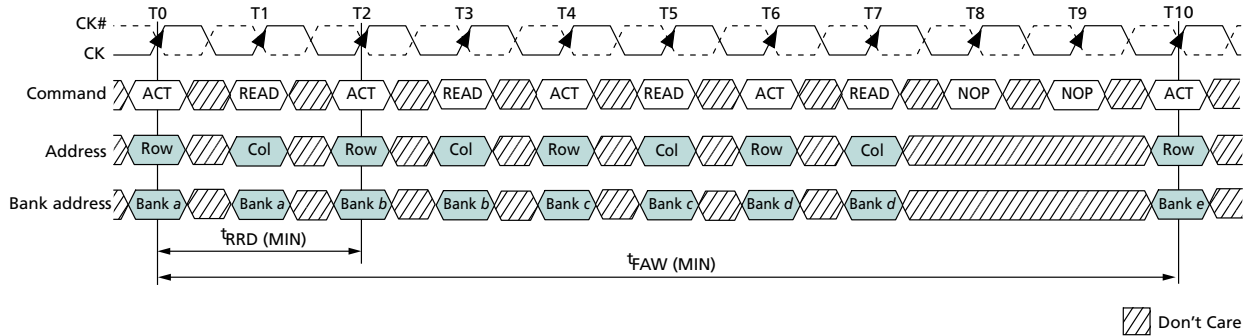 T0 T1 T2 T3 T4 T5 T6 T7 T8 T9 T10
CK#
CK
Command ACT READ ACT READ ACT READ ACT READ NOP NOP ACT
Address Row Col Row Col Row Col Row Col Row
Bank address Bank a Bank a Bank b Bank b Bank c Bank c Bank d Bank d Bank e
tRRD (MIN)
tFAW (MIN)
Don't Care